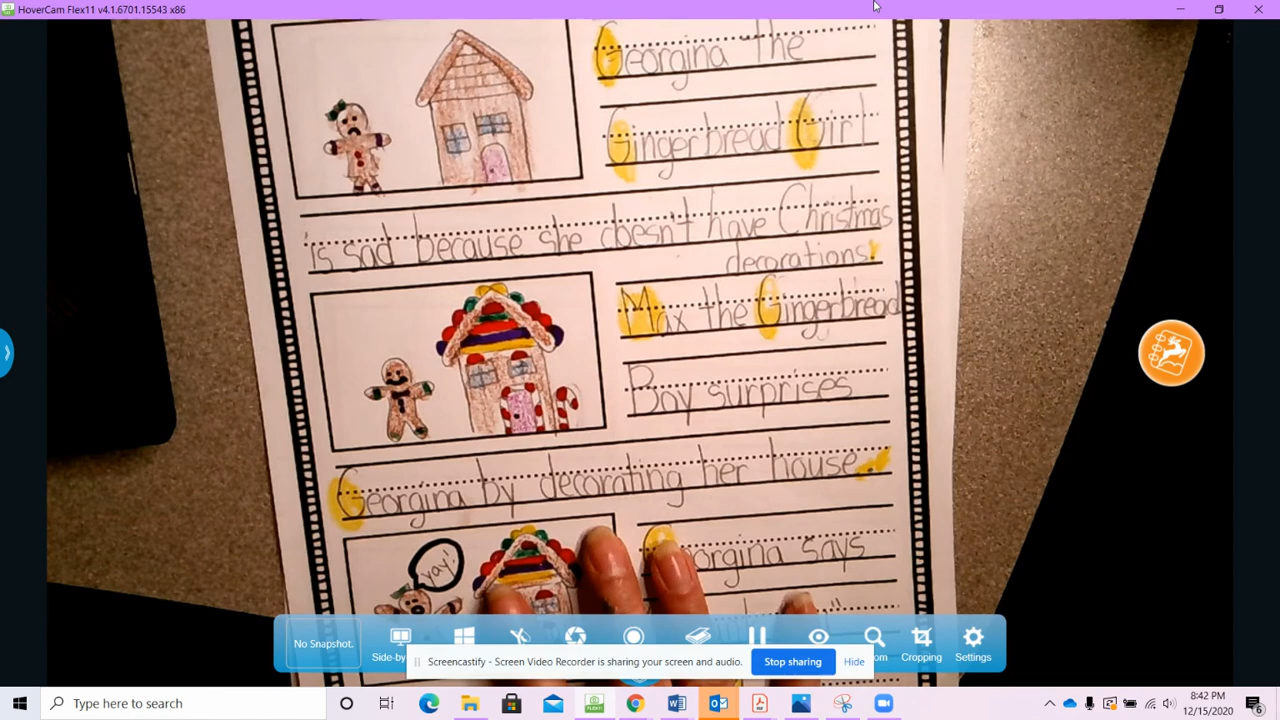 HoverCam Flex11 v4.1.6701.15543 x86
Georgina the
Gingerbread Girl
is sad because she doesn't have Christmas
decorations.
Max the Gingerbread
Boy surprises
Georgina by decorating her house.
yay!
Georgina says
No Snapshot.
Side-by
Cropping
Settings
Screencastify - Screen Video Recorder is sharing your screen and audio.
Stop sharing
Hide
Type here to search
8:42 PM
12/15/2020
6